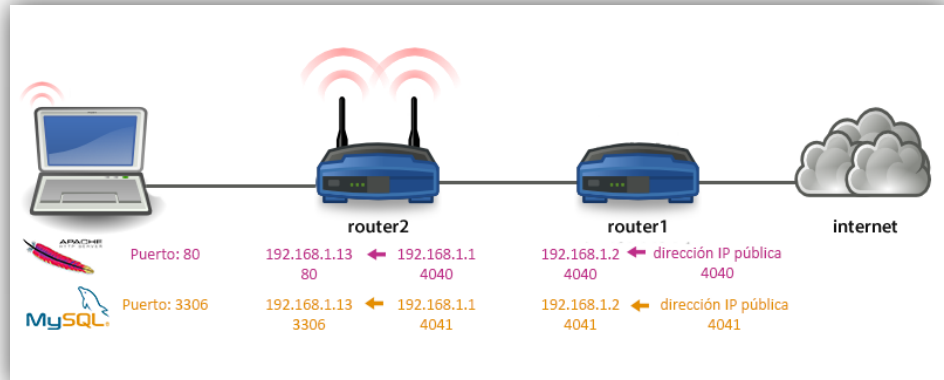 router2
router1
internet
APACHE
HTTP SERVER
Puerto: 80
192.168.1.13 ← 192.168.1.1
80 4040
192.168.1.2 ← dirección IP pública
4040 4040
MySQL®
Puerto: 3306
192.168.1.13 ← 192.168.1.1
3306 4041
192.168.1.2 ← dirección IP pública
4041 4041